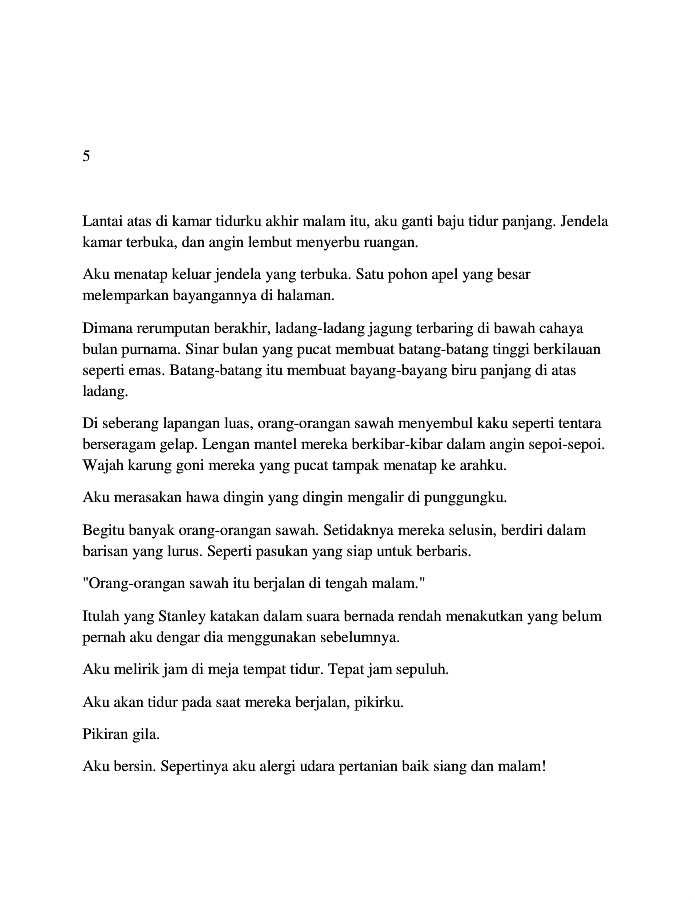 5
Lantai atas di kamar tidurku akhir malam itu, aku ganti baju tidur panjang. Jendela
kamar terbuka, dan angin lembut menyerbu ruangan.
Aku menatap keluar jendela yang terbuka. Satu pohon apel yang besar
melemparkan bayangannya di halaman.
Dimana rerumputan berakhir, ladang-ladang jagung terbaring di bawah cahaya
bulan purnama. Sinar bulan yang pucat membuat batang-batang tinggi berkilauan
seperti emas. Batang-batang itu membuat bayang-bayang biru panjang di atas
ladang.
Di seberang lapangan luas, orang-orangan sawah menyembul kaku seperti tentara
berseragam gelap. Lengan mantel mereka berkibar-kibar dalam angin sepoi-sepoi.
Wajah karung goni mereka yang pucat tampak menatap ke arahku.
Aku merasakan hawa dingin yang dingin mengalir di punggungku.
Begitu banyak orang-orangan sawah. Setidaknya mereka selusin, berdiri dalam
barisan yang lurus. Seperti pasukan yang siap untuk berbaris.
"Orang-orangan sawah itu berjalan di tengah malam."
Itulah yang Stanley katakan dalam suara bernada rendah menakutkan yang belum
pernah aku dengar dia menggunakan sebelumnya.
Aku melirik jam di meja tempat tidur. Tepat jam sepuluh.
Aku akan tidur pada saat mereka berjalan, pikirku.
Pikiran gila.
Aku bersin. Sepertinya aku alergi udara pertanian baik siang dan malam!